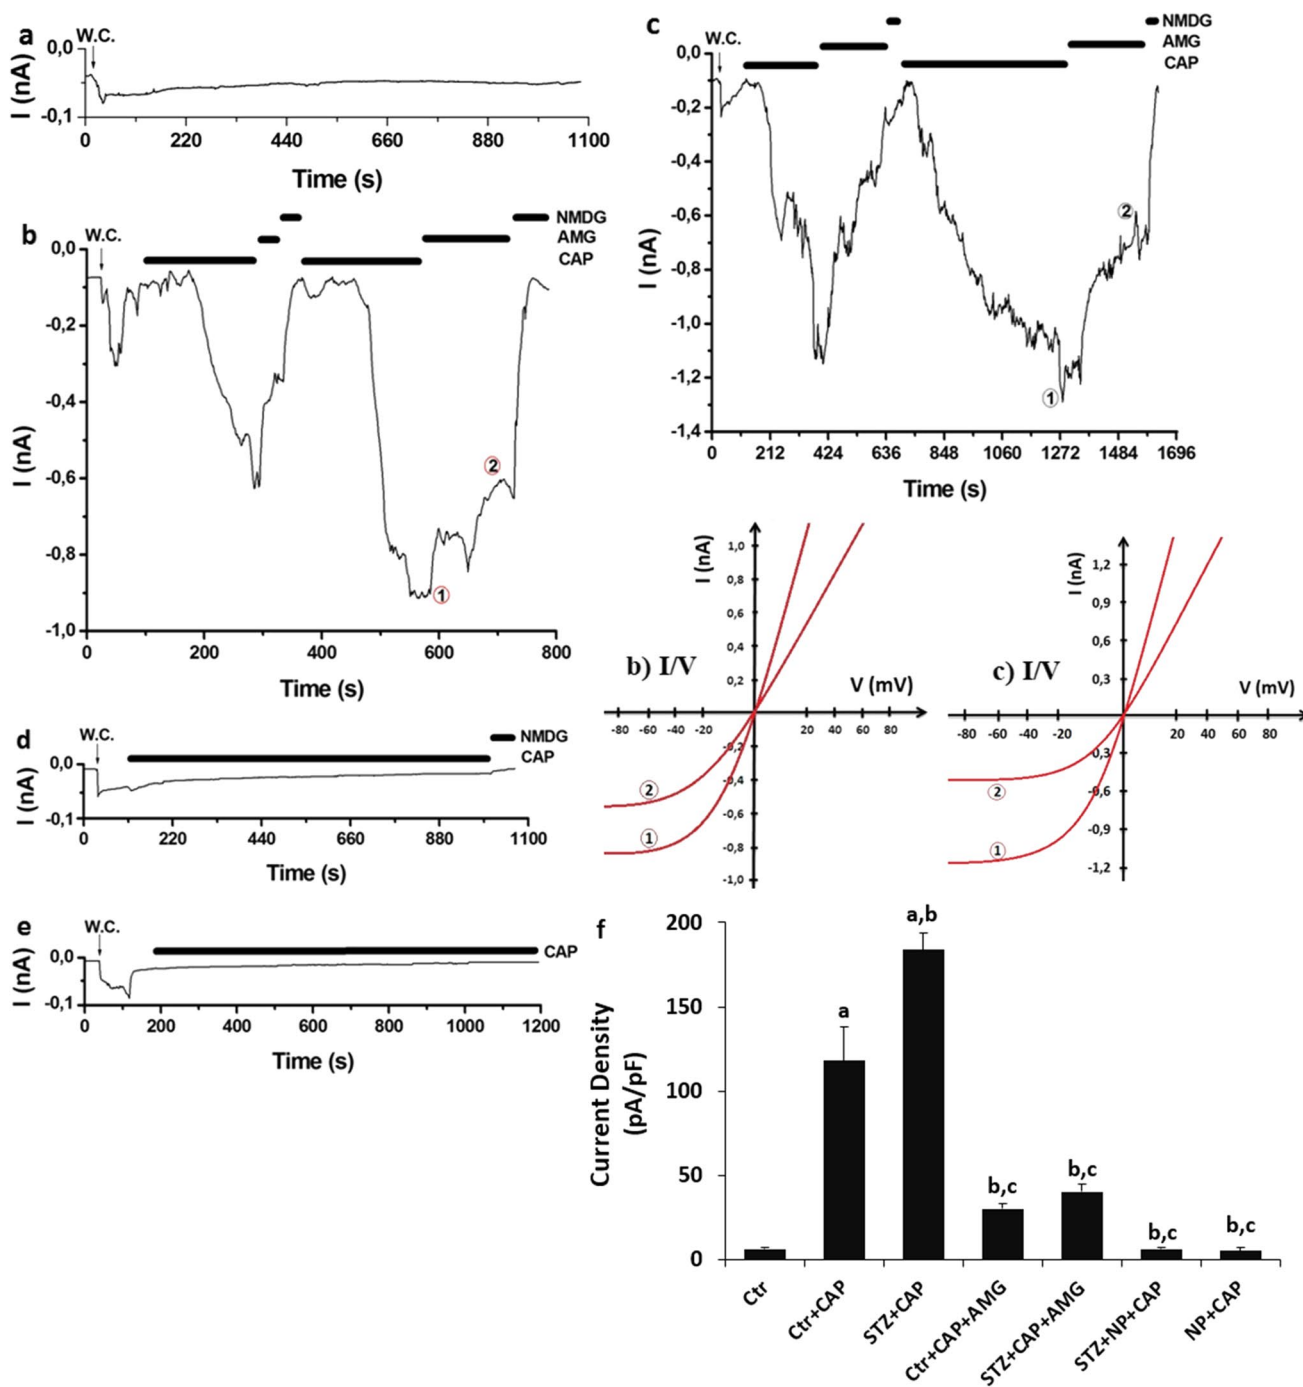 a
W.C.
0,0
-0,1
I (nA)
0 220 440 660 880 1100
Time (s)
b
W.C.
NMDG
AMG
CAP
0,0
-0,2
-0,4
-0,6
-0,8
-1,0
I (nA)
2
1
0 200 400 600 800
Time (s)
c
W.C.
NMDG
AMG
CAP
0,0
-0,2
-0,4
-0,6
-0,8
-1,0
-1,2
-1,4
I (nA)
2
1
0 212 424 636 848 1060 1272 1484 1696
Time (s)
b) I/V
I (nA)
1,0
0,8
0,6
0,4
0,2
V (mV)
-80 -60 -40 -20 20 40 60 80
-0,2
-0,4
-0,6
-0,8
-1,0
2
1
c) I/V
I (nA)
1,2
0,9
0,6
0,3
V (mV)
-80 -60 -40 -20 20 40 60 80
-0,3
-0,6
-0,9
-1,2
2
1
d
W.C.
NMDG
CAP
0,0
-0,1
I (nA)
0 220 440 660 880 1100
Time (s)
e
W.C.
CAP
0,0
-0,1
I (nA)
0 200 400 600 800 1000 1200
Time (s)
f
Current Density
(pA/pF)
200
150
100
50
0
a
a,b
b,c
b,c
b,c
b,c
Ctr
Ctr+CAP
STZ+CAP
Ctr+CAP+AMG
STZ+CAP+AMG
STZ+NP+CAP
NP+CAP